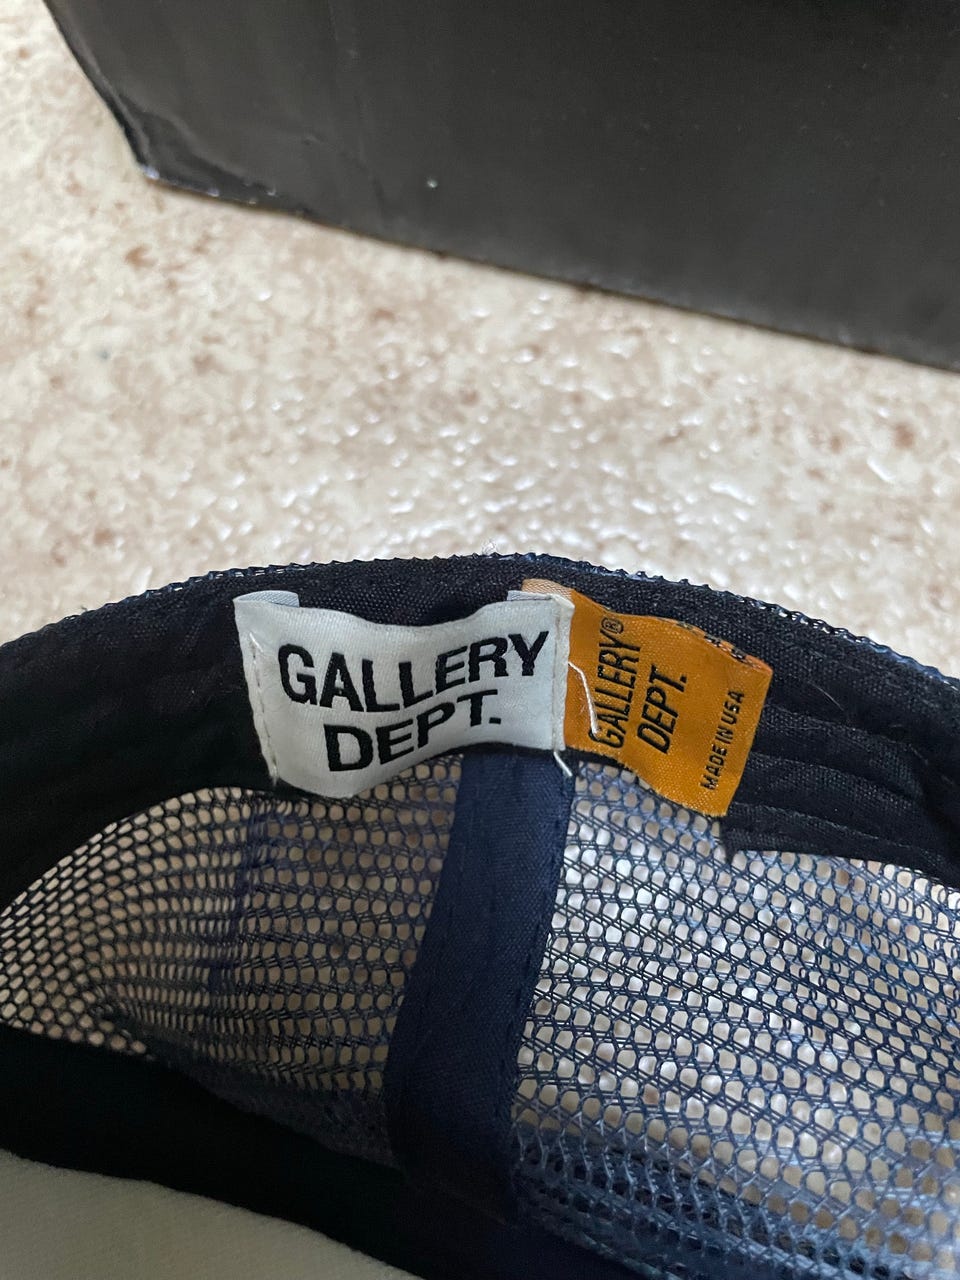 GALLERY
DEPT.
GALLERY®
DEPT.
MADE IN USA